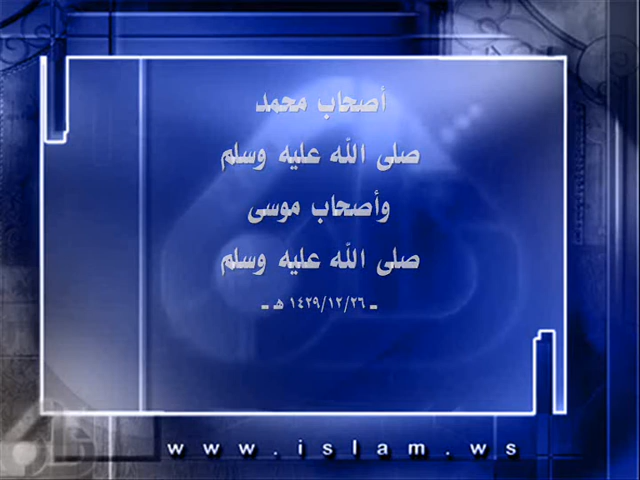 أصحاب محمد
صلى الله عليه وسلم
وأصحاب موسى
صلى الله عليه وسلم
ـ ١٤٢٩/١٢/٢٦ هـ ـ
www.islam.ws